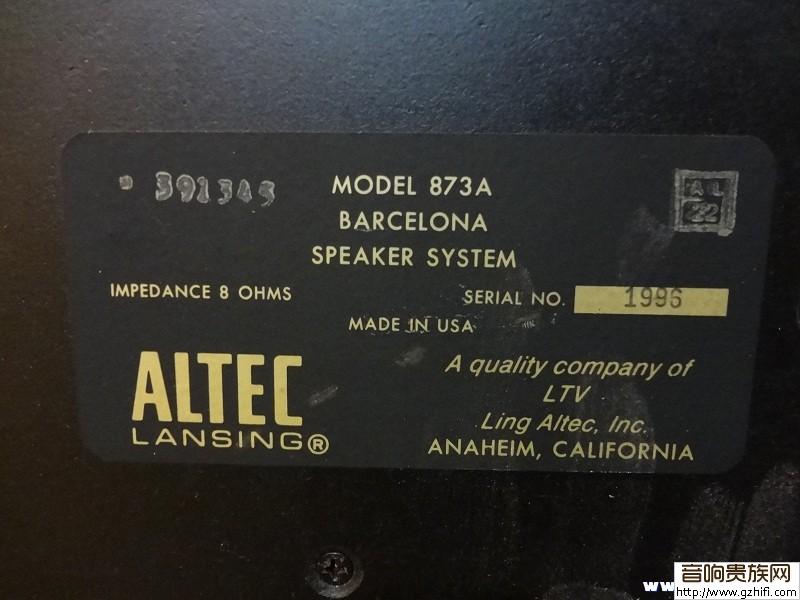 391345
MODEL 873A
AL
22
BARCELONA
SPEAKER SYSTEM
IMPEDANCE 8 OHMS
SERIAL NO. 1996
MADE IN USA
ALTEC
LANSING®
A quality company of
LTV
Ling Altec, Inc.
ANAHEIM, CALIFORNIA
音响贵族网
http://www.gzhifi.com